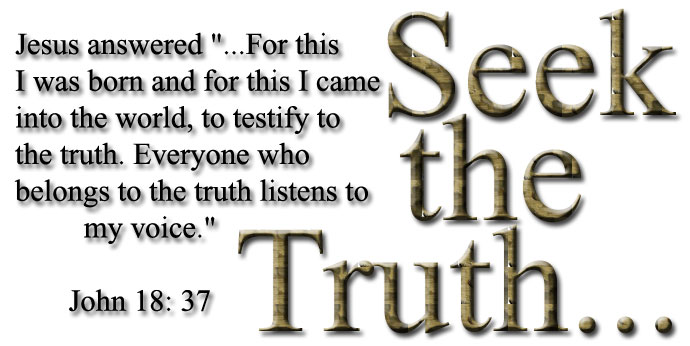 Jesus answered "...For this
I was born and for this I came
into the world, to testify to
the truth. Everyone who
belongs to the truth listens to
my voice."
John 18: 37
Seek
the
Truth...